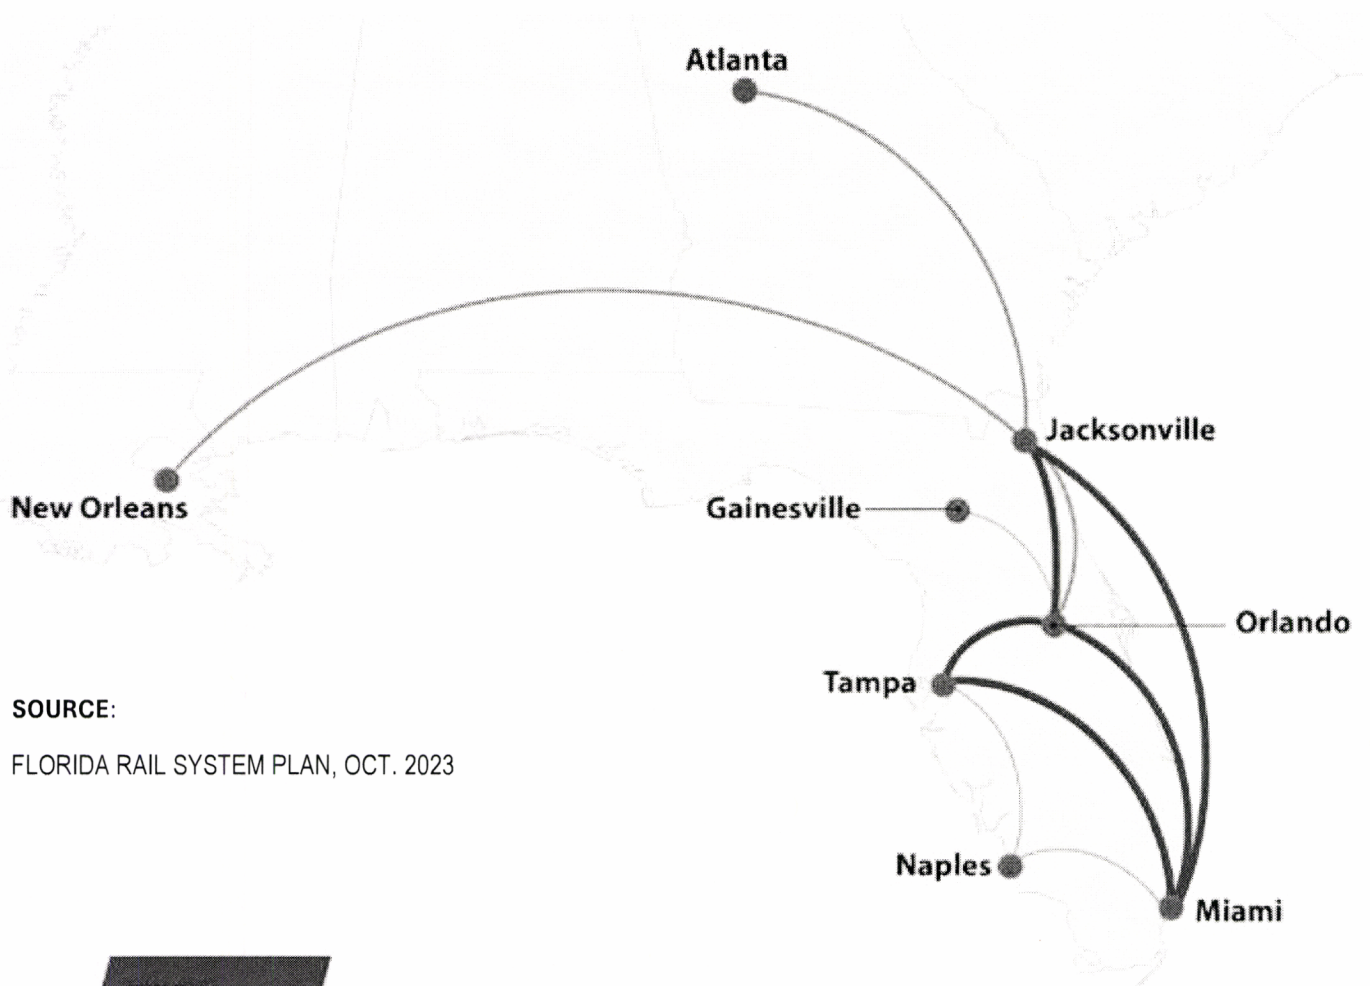 Atlanta
Jacksonville
New Orleans
Gainesville
Orlando
Tampa
SOURCE:
FLORIDA RAIL SYSTEM PLAN, OCT. 2023
Naples
Miami